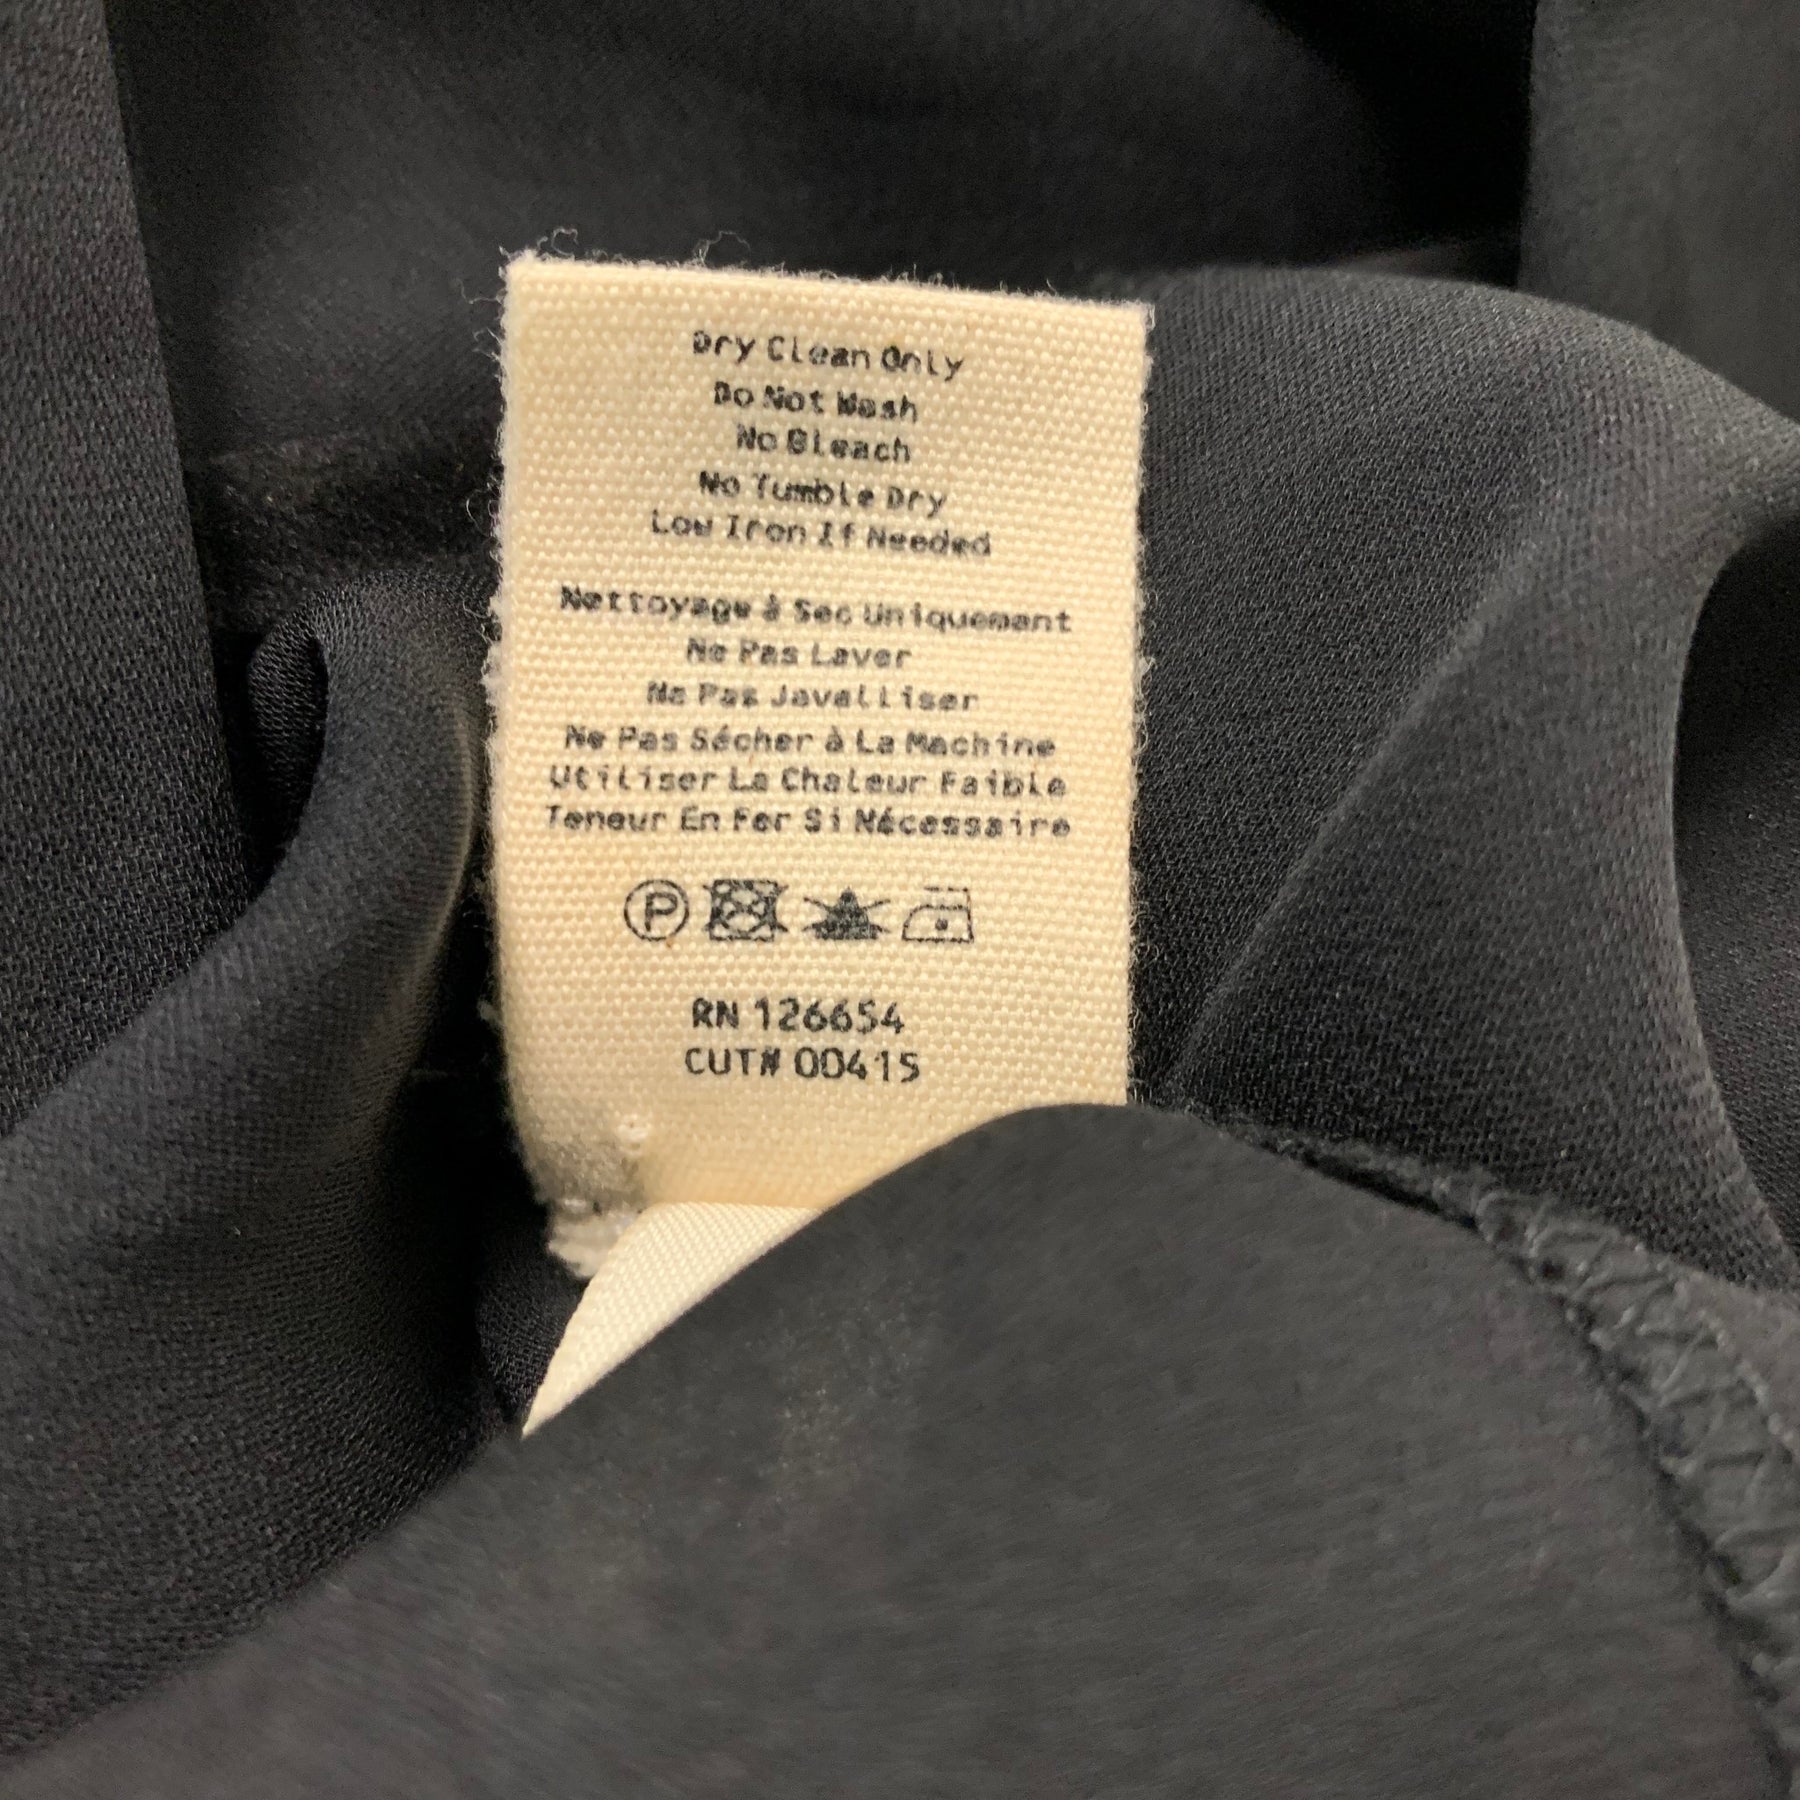 Dry Clean Only
Do Not Wash
No Bleach
No Tumble Dry
Low Iron If Needed
Nettoyage à Sec Uniquemant
Ne Pas Laver
Ne Pas Javelliser
Ne Pas Sécher à La Machine
Utiliser La Chaleur Faible
Teneur En Fer Si Nécessaire
P
RN 126654
CUT# 00415